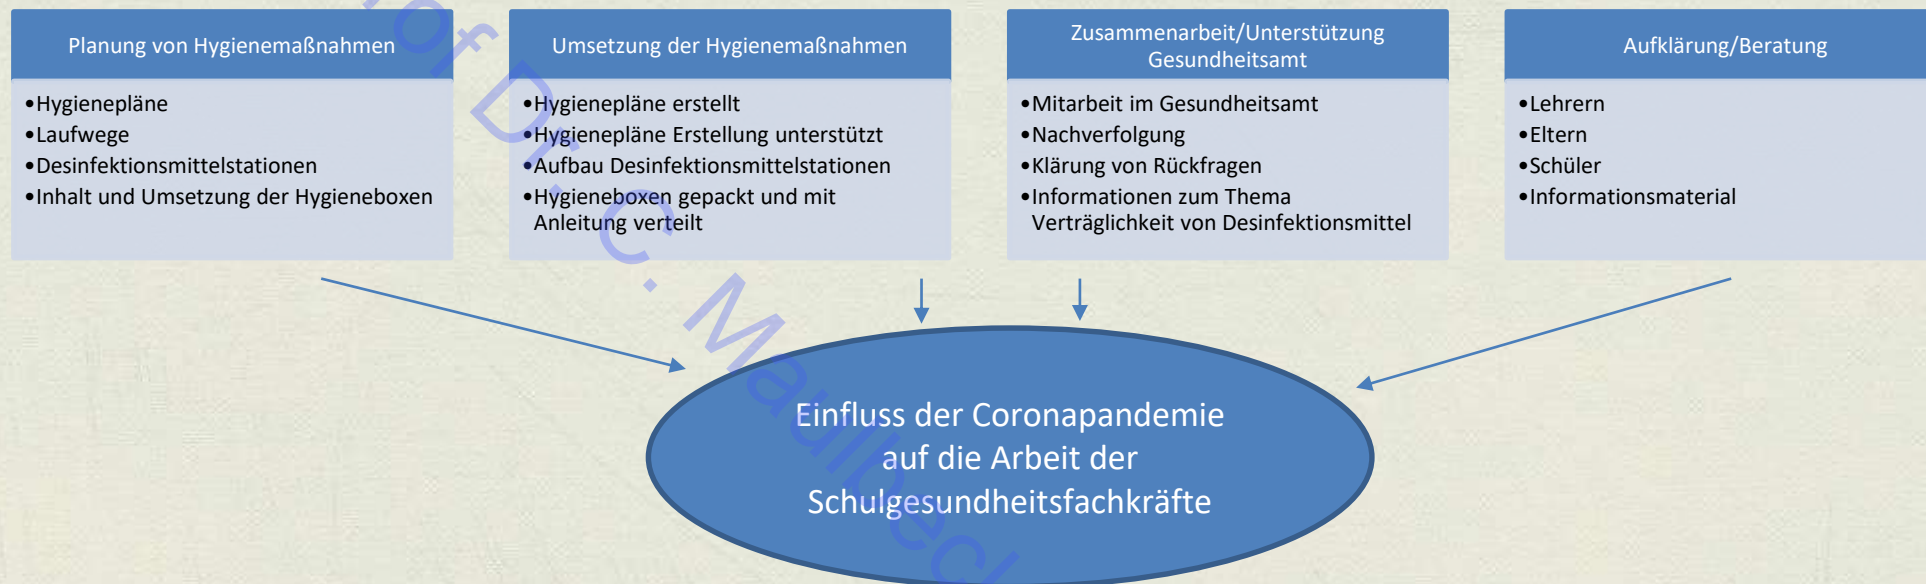 Planung von Hygienemaßnahmen
•Hygienepläne
•Laufwege
•Desinfektionsmittelstationen
•Inhalt und Umsetzung der Hygieneboxen
Umsetzung der Hygienemaßnahmen
•Hygienepläne erstellt
•Hygienepläne Erstellung unterstützt
•Aufbau Desinfektionsmittelstationen
•Hygieneboxen gepackt und mit
Anleitung verteilt
Zusammenarbeit/Unterstützung
Gesundheitsamt
•Mitarbeit im Gesundheitsamt
•Nachverfolgung
•Klärung von Rückfragen
•Informationen zum Thema
Verträglichkeit von Desinfektionsmittel
Aufklärung/Beratung
•Lehrern
•Eltern
•Schüler
•Informationsmaterial
Einfluss der Coronapandemie
auf die Arbeit der
Schulgesundheitsfachkräfte
Dr. C.